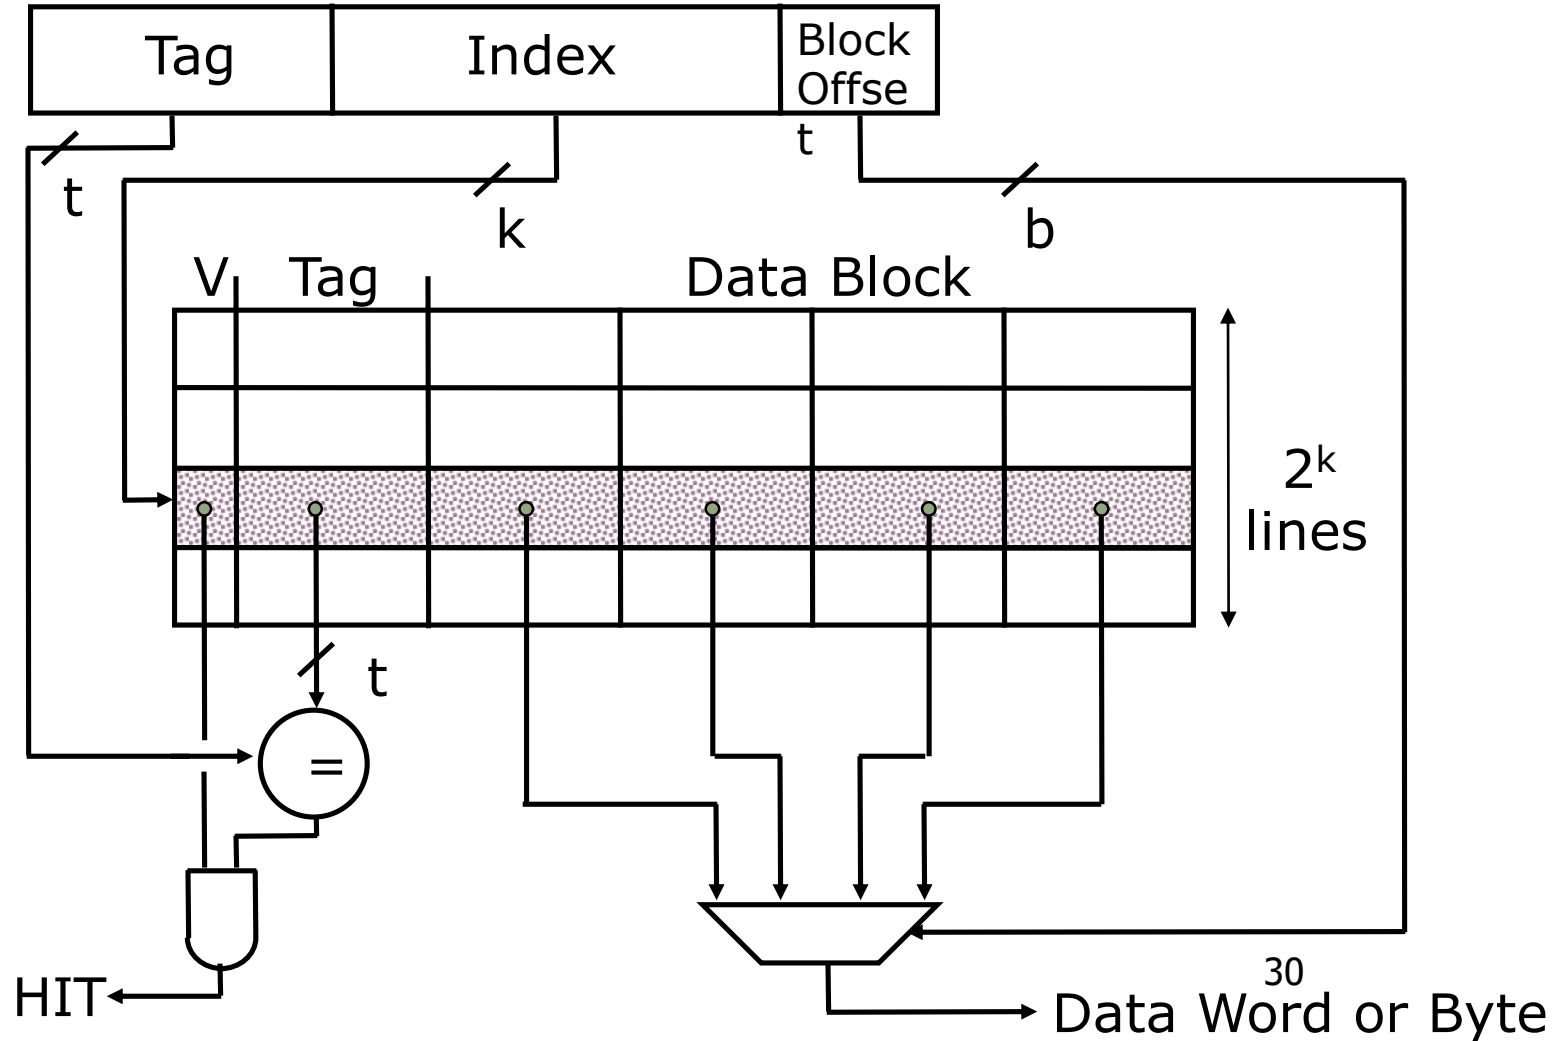 Tag
Index
Block
Offse
t
t
k
b
V
Tag
Data Block
2ᵏ
lines
t
=
HIT
30
Data Word or Byte